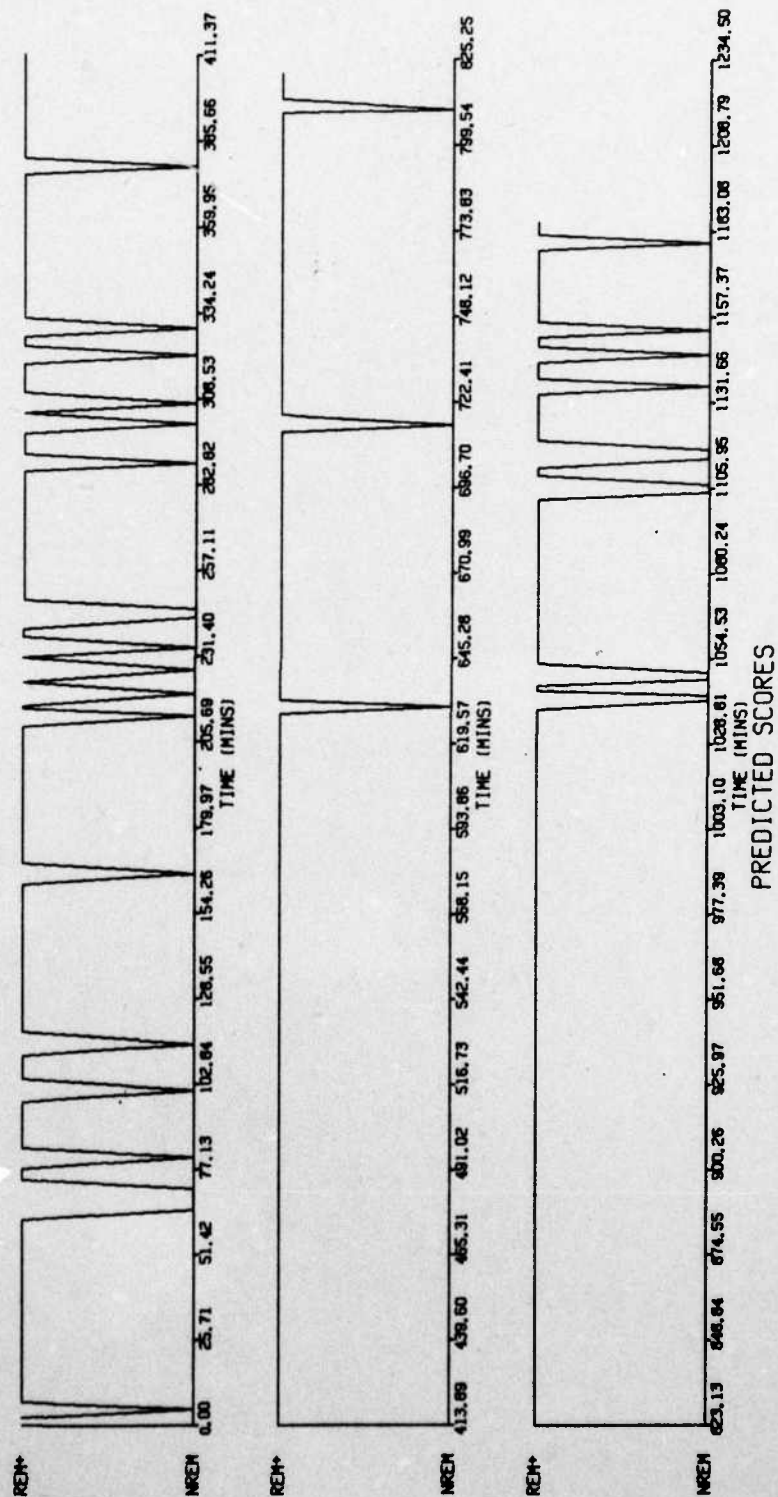 REM+
NREM
0.00 25.71 51.42 77.13 102.84 128.55 154.26 179.97 205.69 231.40 257.11 282.82 308.53 334.24 359.95 385.66 411.37
TIME (MINS)
REM+
NREM
413.89 439.60 465.31 491.02 516.73 542.44 568.15 593.86 619.57 645.28 670.99 696.70 722.41 748.12 773.83 799.54 825.25
TIME (MINS)
REM+
NREM
823.13 848.84 874.55 900.26 925.97 951.68 977.39 1003.10 1028.81 1054.53 1080.24 1105.95 1131.66 1157.37 1183.08 1208.79 1234.50
TIME (MINS)
PREDICTED SCORES